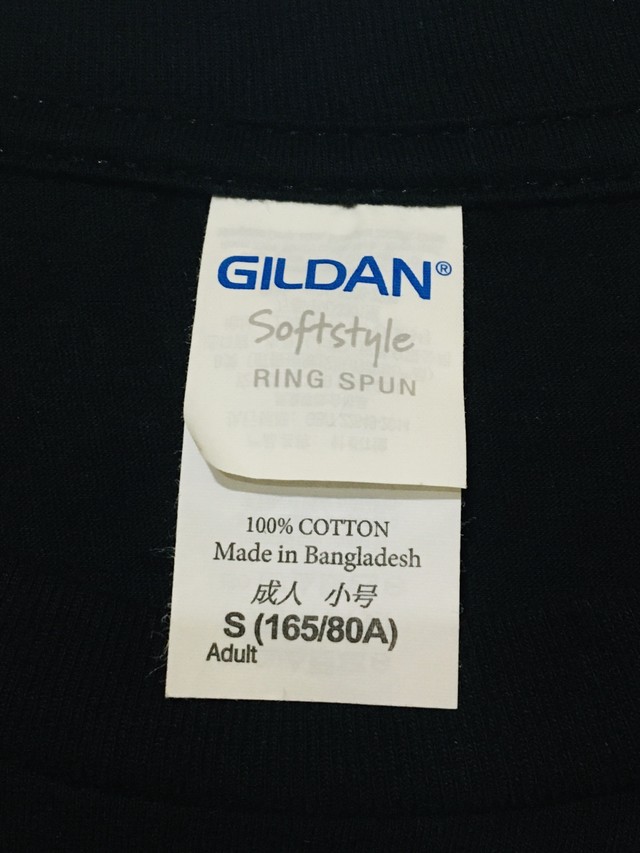 GILDAN®
Softstyle
RING SPUN
100% COTTON
Made in Bangladesh
成人 小号
S (165/80A)
Adult